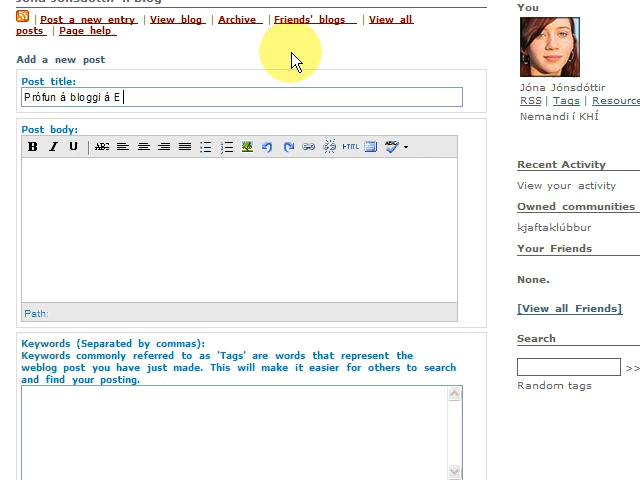 Jóna Jónsdóttir :: Blog
Post a new entry | View blog | Archive | Friends' blogs | View all
posts | Page help
Add a new post
Post title:
Prófun á bloggi á E
Post body:
B I U ABC HTML ABC
Path:
Keywords (Separated by commas):
Keywords commonly referred to as 'Tags' are words that represent the
weblog post you have just made. This will make it easier for others to search
and find your posting.
You
Jóna Jónsdóttir
RSS | Tags | Resource
Nemandi í KHÍ
Recent Activity
View your activity
Owned communities
kjaftaklúbbur
Your Friends
None.
[View all Friends]
Search
>>
Random tags